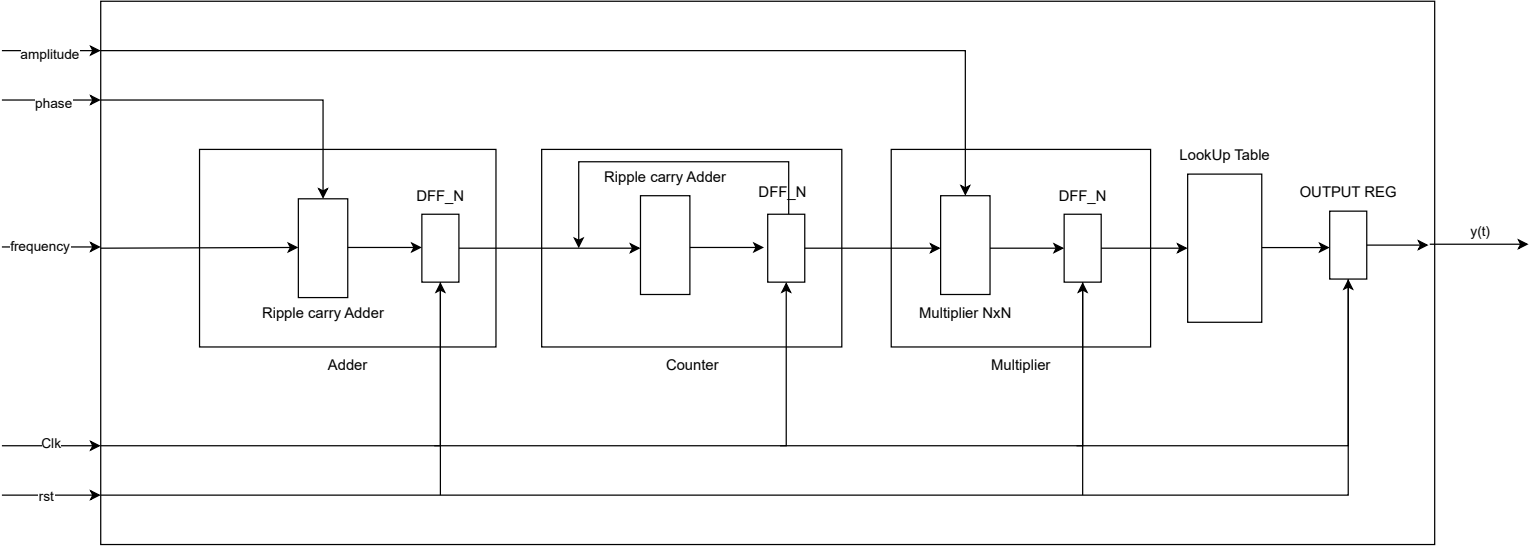 amplitude
phase
LookUp Table
Ripple carry Adder
DFF_N
DFF_N
DFF_N
OUTPUT REG
frequency
y(t)
Ripple carry Adder
Multiplier NxN
Adder
Counter
Multiplier
Clk
rst